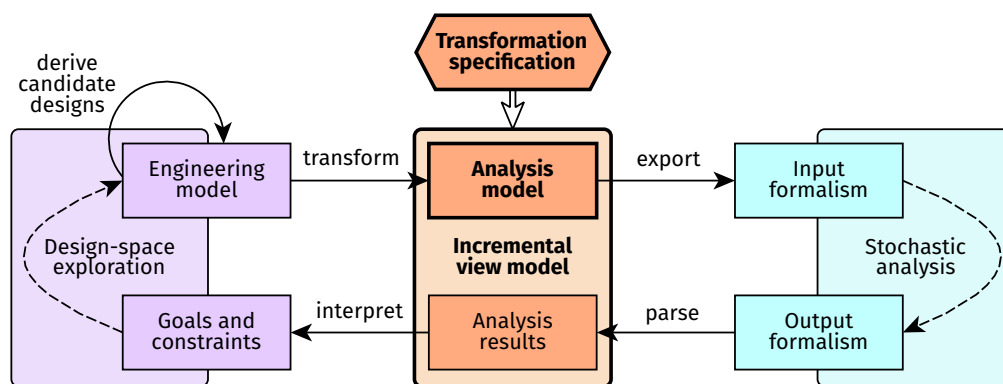 Transformation
specification
derive
candidate
designs
Engineering
model
transform
Analysis
model
export
Input
formalism
Design-space
exploration
Incremental
view model
Stochastic
analysis
Goals and
constraints
interpret
Analysis
results
parse
Output
formalism